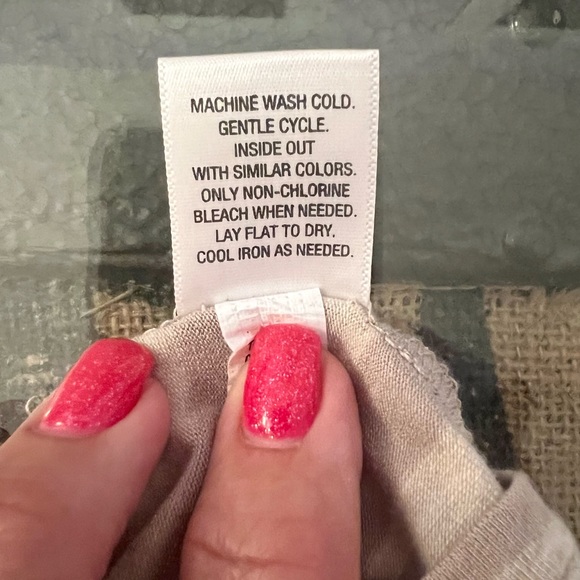 MACHINE WASH COLD.
GENTLE CYCLE.
INSIDE OUT
WITH SIMILAR COLORS.
ONLY NON-CHLORINE
BLEACH WHEN NEEDED.
LAY FLAT TO DRY.
COOL IRON AS NEEDED.